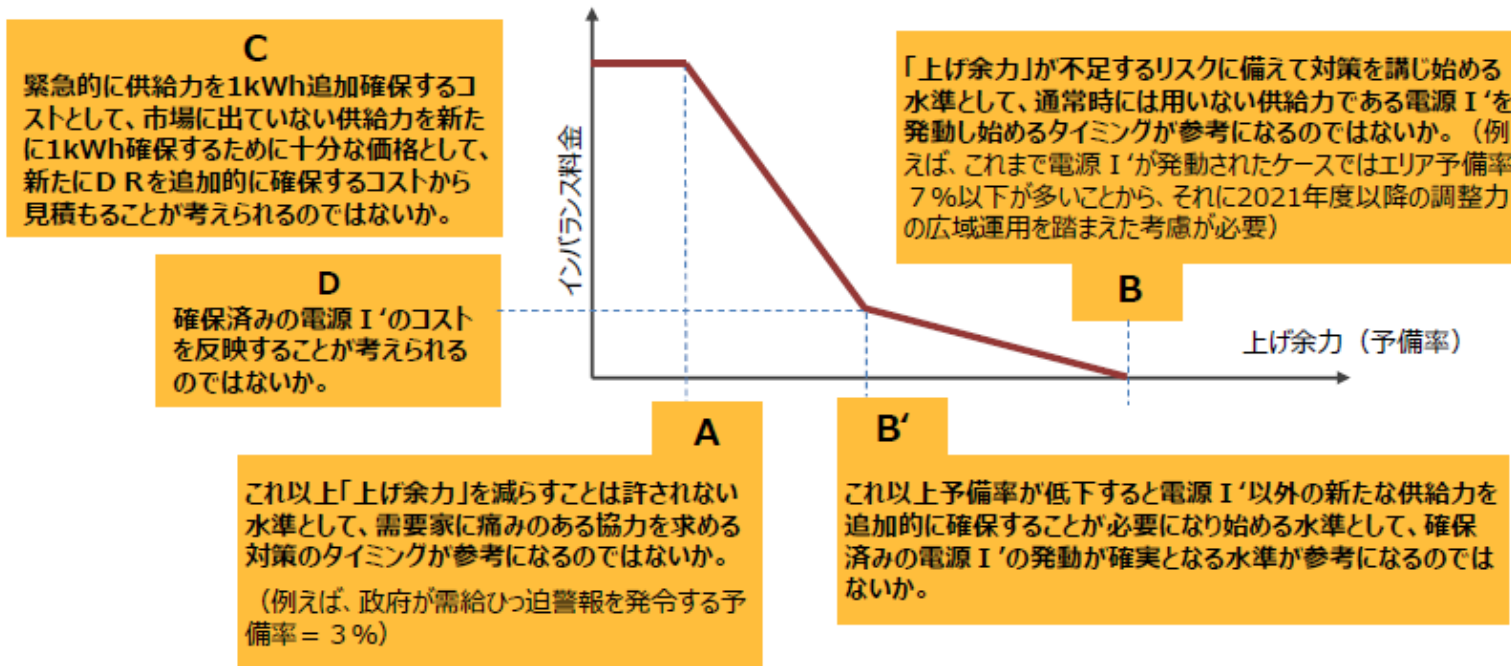 C
緊急的に供給力を1kWh追加確保するコ
ストとして、市場に出ていない供給力を新た
に1kWh確保するために十分な価格として、
新たにＤＲを追加的に確保するコストから
見積もることが考えられるのではないか。
D
確保済みの電源Ⅰ‘のコスト
を反映することが考えられる
のではないか。
インバランス料金
「上げ余力」が不足するリスクに備えて対策を講じ始める
水準として、通常時には用いない供給力である電源Ⅰ‘を
発動し始めるタイミングが参考になるのではないか。（例
えば、これまで電源Ⅰ‘が発動されたケースではエリア予備率
７％以下が多いことから、それに2021年度以降の調整力
の広域運用を踏まえた考慮が必要）
B
上げ余力（予備率）
A
これ以上「上げ余力」を減らすことは許されない
水準として、需要家に痛みのある協力を求める
対策のタイミングが参考になるのではないか。
（例えば、政府が需給ひっ迫警報を発令する予
備率＝３％）
B‘
これ以上予備率が低下すると電源Ⅰ‘以外の新たな供給力を
追加的に確保することが必要になり始める水準として、確保
済みの電源Ⅰ’の発動が確実となる水準が参考になるのでは
ないか。